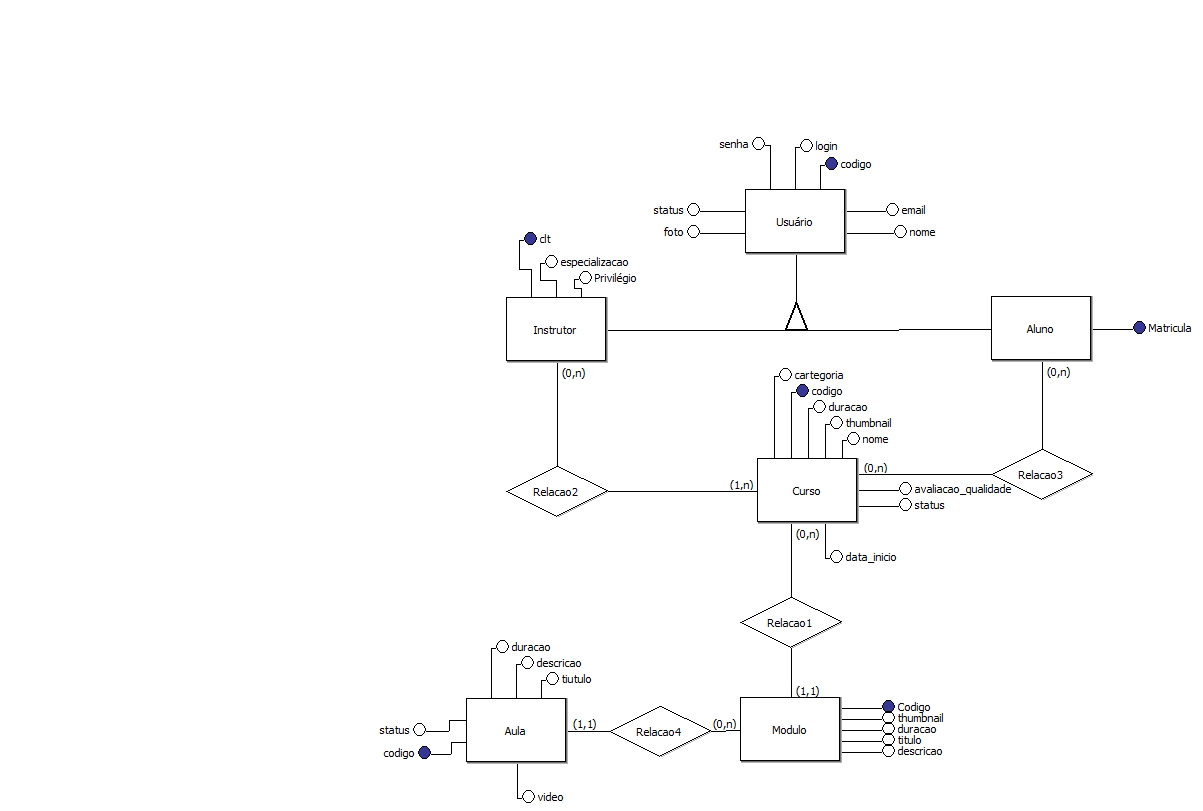 senha
login
codigo
status
email
foto
nome
Usuário
clt
especializacao
Privilégio
Instrutor
Aluno
Matricula
(0,n)
(0,n)
cartegoria
codigo
duracao
thumbnail
nome
(0,n)
Relacao3
Relacao2
(1,n)
Curso
avaliacao_qualidade
status
(0,n)
data_inicio
Relacao1
duracao
descricao
tiutulo
(1,1)
status
codigo
Aula
(1,1)
Relacao4
(0,n)
Modulo
Codigo
thumbnail
duracao
titulo
descricao
video